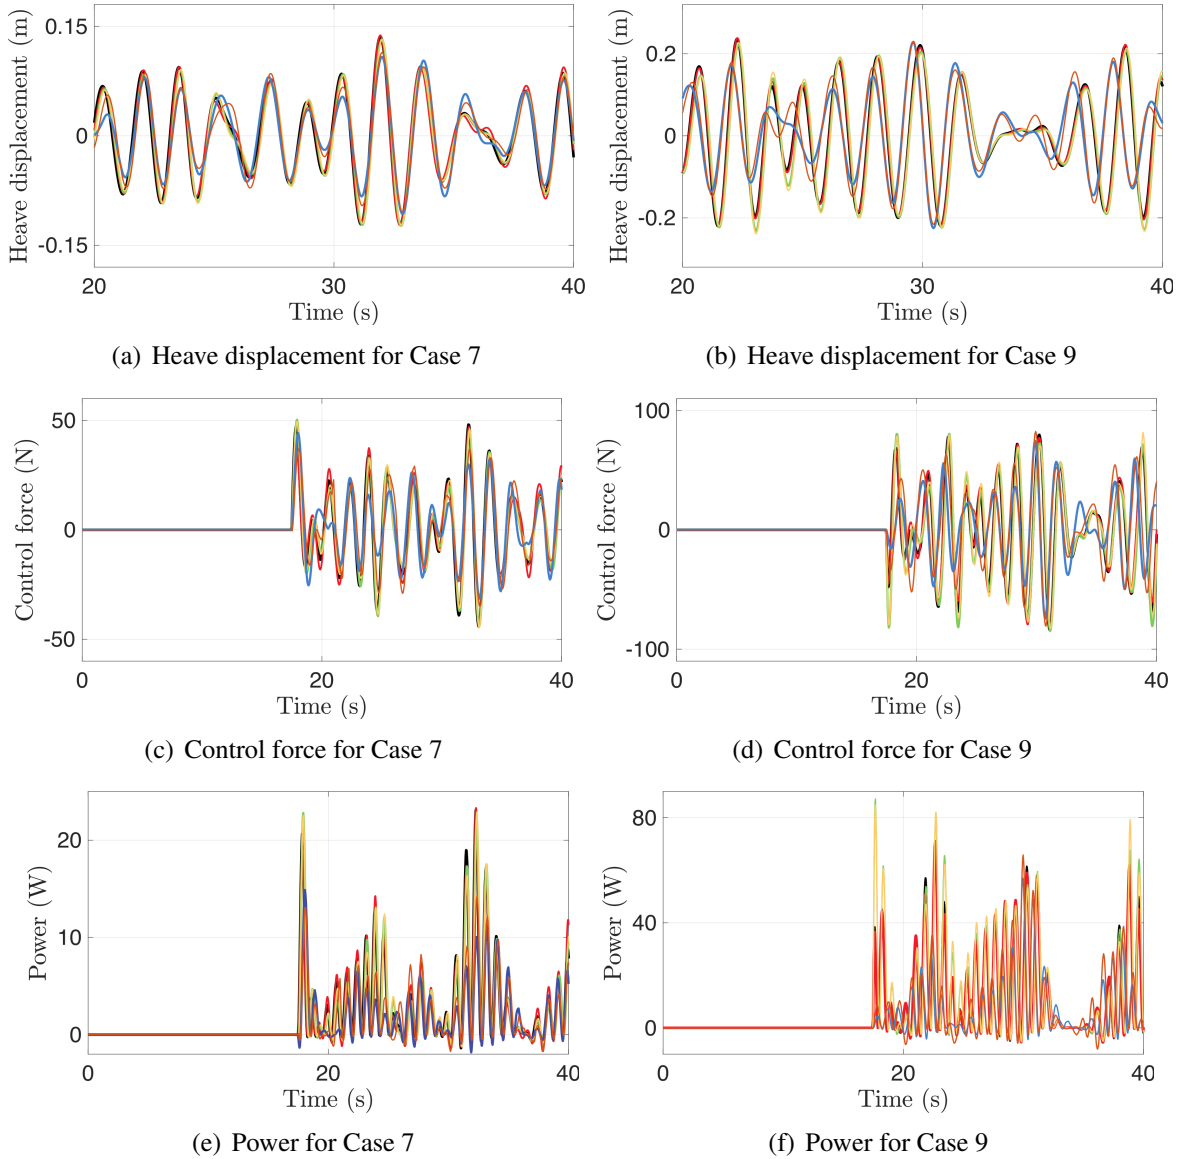 Heave displacement (m)
0.15
0
-0.15
20
30
40
Time (s)
(a) Heave displacement for Case 7
Heave displacement (m)
0.2
0
-0.2
20
30
40
Time (s)
(b) Heave displacement for Case 9
Control force (N)
50
0
-50
0
20
40
Time (s)
(c) Control force for Case 7
Control force (N)
100
0
-100
0
20
40
Time (s)
(d) Control force for Case 9
Power (W)
20
10
0
0
20
40
Time (s)
(e) Power for Case 7
Power (W)
80
40
0
0
20
40
Time (s)
(f) Power for Case 9